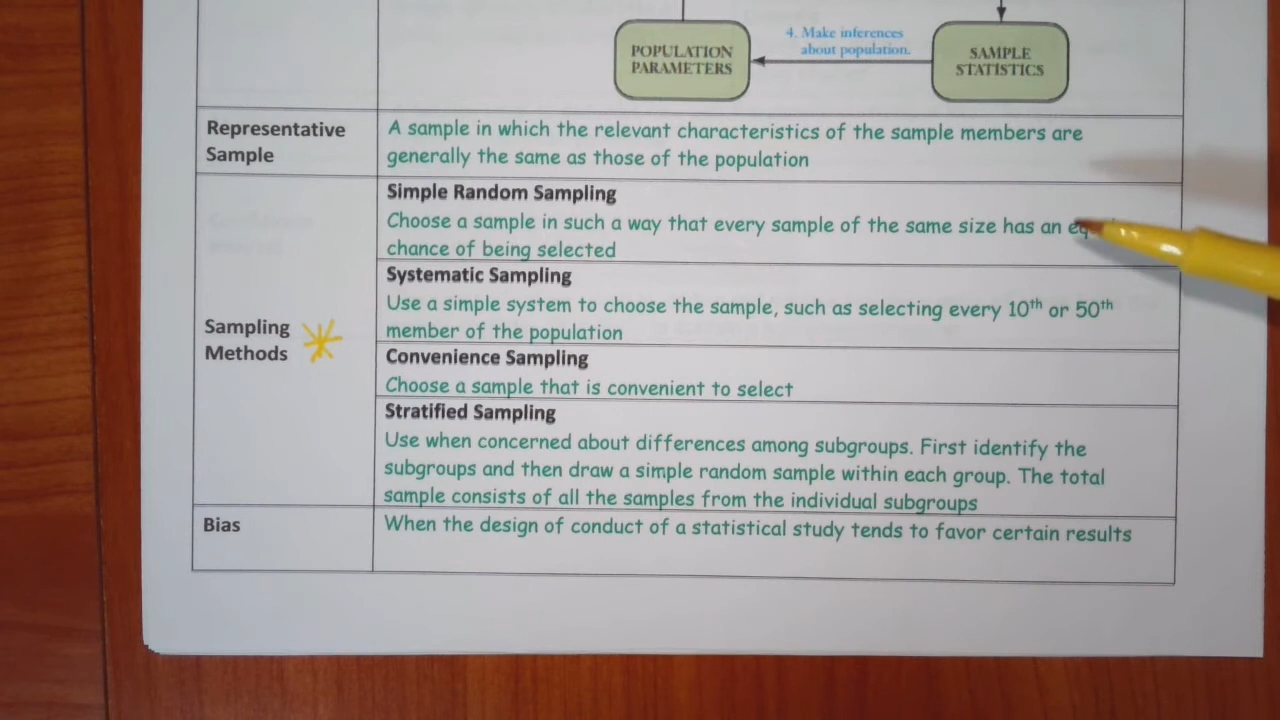 4. Make inferences
about population.
POPULATION
PARAMETERS
SAMPLE
STATISTICS
Representative
Sample
A sample in which the relevant characteristics of the sample members are
generally the same as those of the population
Sampling
Methods
Simple Random Sampling
Choose a sample in such a way that every sample of the same size has an
chance of being selected
Systematic Sampling
Use a simple system to choose the sample, such as selecting every 10th or 50th
member of the population
Convenience Sampling
Choose a sample that is convenient to select
Stratified Sampling
Use when concerned about differences among subgroups. First identify the
subgroups and then draw a simple random sample within each group. The total
sample consists of all the samples from the individual subgroups
Bias
When the design of conduct of a statistical study tends to favor certain results